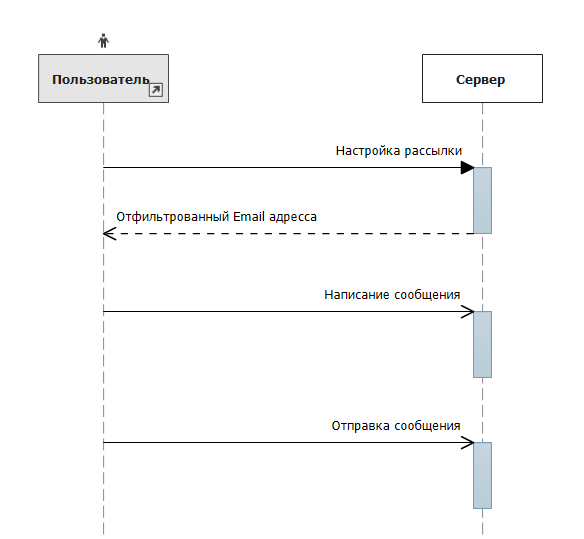 Пользователь
Сервер
Настройка рассылки
Отфильтрованный Email адресса
Написание сообщения
Отправка сообщения